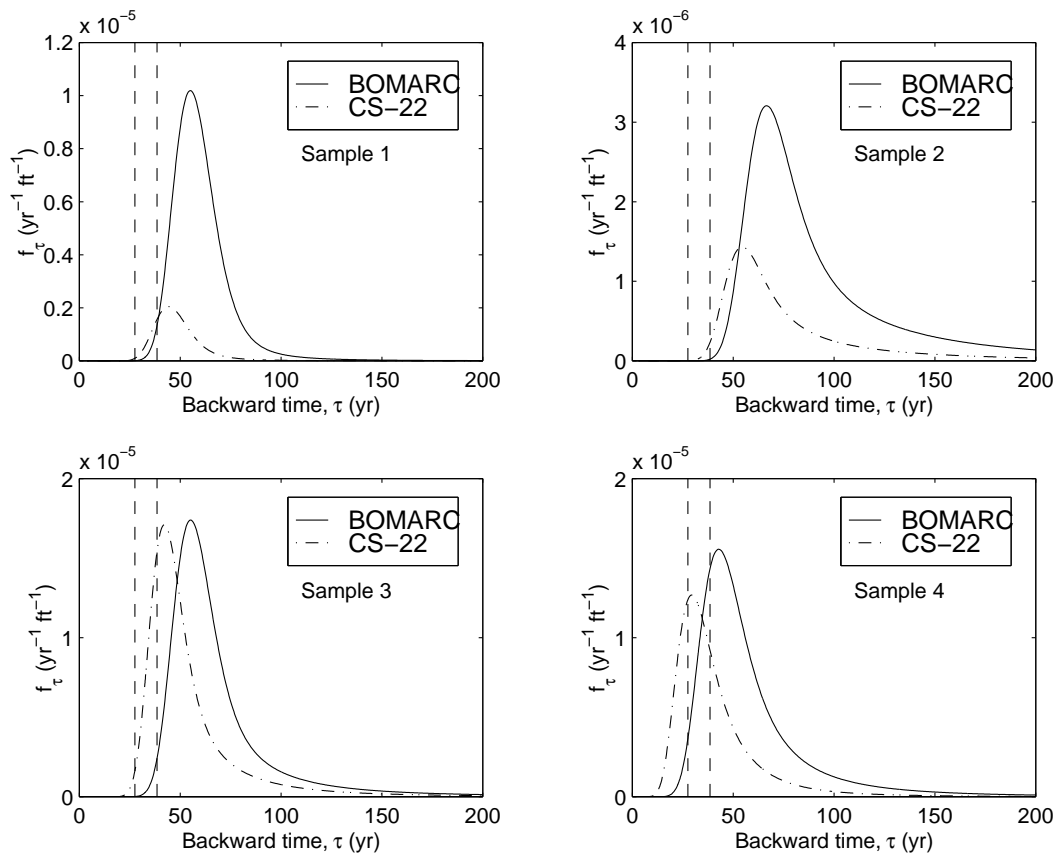 x 10⁻⁵
1.2
1
0.8
0.6
0.4
0.2
0
0 50 100 150 200
f_τ (yr⁻¹ ft⁻¹)
Backward time, τ (yr)
BOMARC
CS−22
Sample 1
x 10⁻⁶
4
3
2
1
0
0 50 100 150 200
f_τ (yr⁻¹ ft⁻¹)
Backward time, τ (yr)
BOMARC
CS−22
Sample 2
x 10⁻⁵
2
1
0
0 50 100 150 200
f_τ (yr⁻¹ ft⁻¹)
Backward time, τ (yr)
BOMARC
CS−22
Sample 3
x 10⁻⁵
2
1
0
0 50 100 150 200
f_τ (yr⁻¹ ft⁻¹)
Backward time, τ (yr)
BOMARC
CS−22
Sample 4